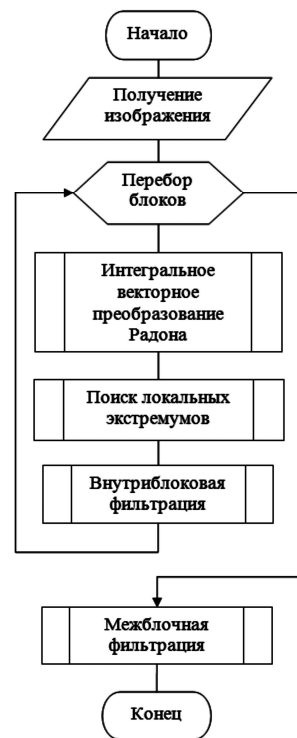 Начало
Получение
изображения
Перебор
блоков
Интегральное
векторное
преобразование
Радона
Поиск локальных
экстремумов
Внутриблоковая
фильтрация
Межблочная
фильтрация
Конец